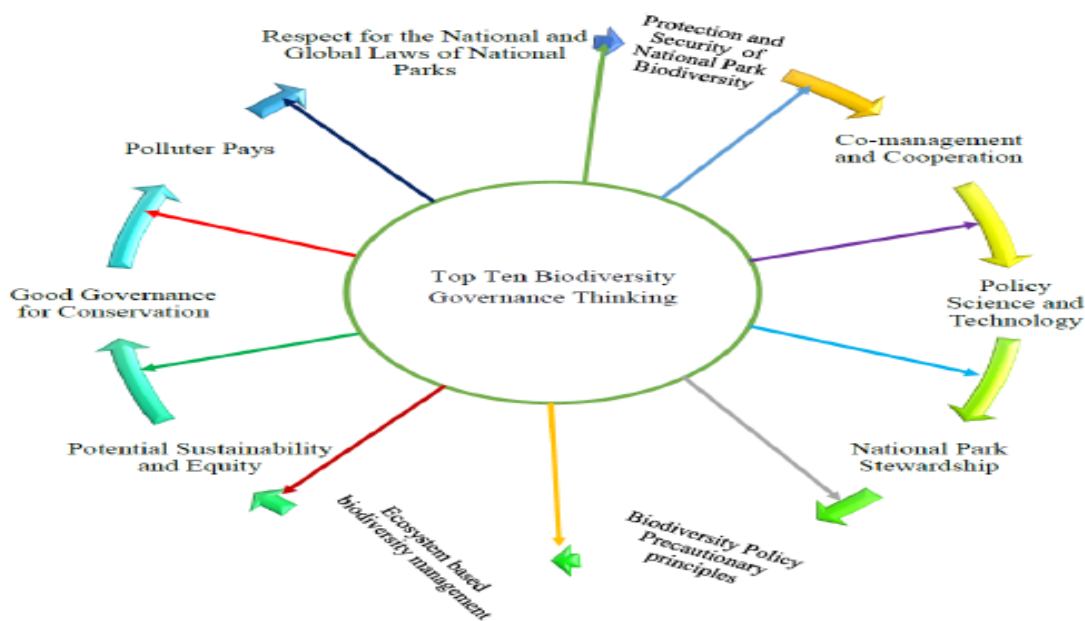 Respect for the National and
Global Laws of National
Parks
Protection and
Security of
National Park
Biodiversity
Co-management
and Cooperation
Policy
Science and
Technology
National Park
Stewardship
Biodiversity Policy
Precautionary
principles
Ecosystem based
biodiversity management
Potential Sustainability
and Equity
Good Governance
for Conservation
Polluter Pays
Top Ten Biodiversity
Governance Thinking